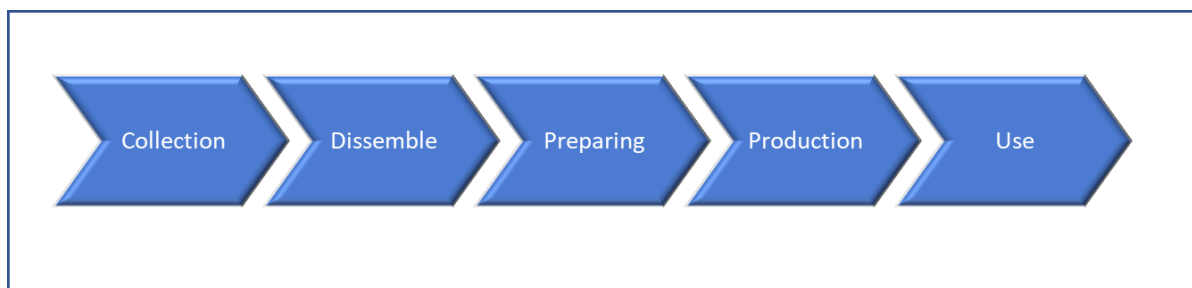 Collection
Dissemble
Preparing
Production
Use